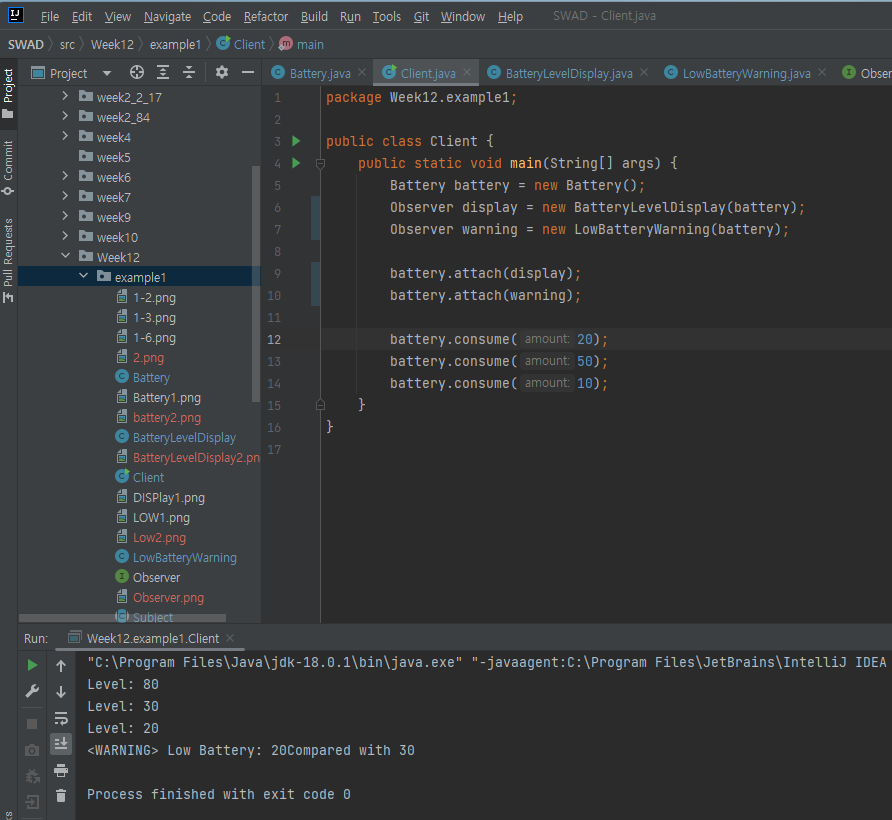 File Edit View Navigate Code Refactor Build Run Tools Git Window Help SWAD - Client.java
SWAD src Week12 example1 Client main
Project
Battery.java Client.java BatteryLevelDisplay.java LowBatteryWarning.java Obser
Project
Commit
Pull Requests
week2_2_17
week2_84
week4
week5
week6
week7
week9
week10
Week12
example1
1-2.png
1-3.png
1-6.png
2.png
Battery
Battery1.png
battery2.png
BatteryLevelDisplay
BatteryLevelDisplay2.pn
Client
DISPlay1.png
LOW1.png
Low2.png
LowBatteryWarning
Observer
Observer.png
Subject
1 package Week12.example1;
2
3 public class Client {
4 public static void main(String[] args) {
5 Battery battery = new Battery();
6 Observer display = new BatteryLevelDisplay(battery);
7 Observer warning = new LowBatteryWarning(battery);
8
9 battery.attach(display);
10 battery.attach(warning);
11
12 battery.consume( amount: 20);
13 battery.consume( amount: 50);
14 battery.consume( amount: 10);
15 }
16 }
17
Run: Week12.example1.Client
"C:\Program Files\Java\jdk-18.0.1\bin\java.exe" "-javaagent:C:\Program Files\JetBrains\IntelliJ IDEA
Level: 80
Level: 30
Level: 20
<WARNING> Low Battery: 20Compared with 30
Process finished with exit code 0